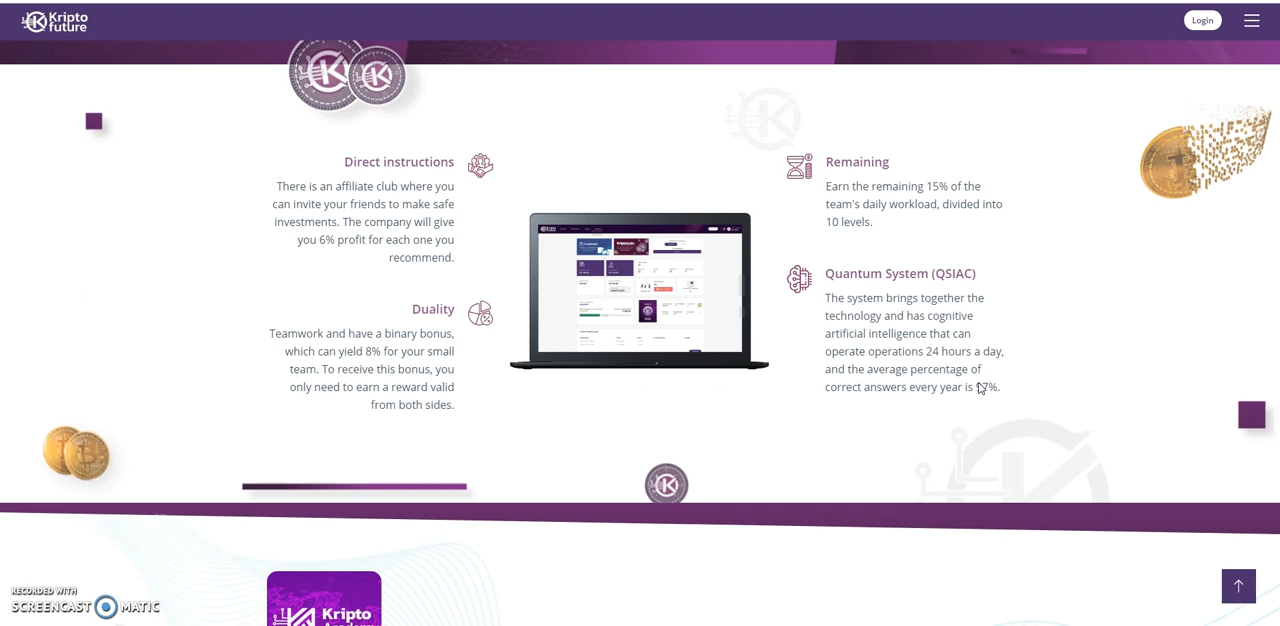 Kripto
future
Login
Direct instructions
There is an affiliate club where you
can invite your friends to make safe
investments. The company will give
you 6% profit for each one you
recommend.
Duality
Teamwork and have a binary bonus,
which can yield 8% for your small
team. To receive this bonus, you
only need to earn a reward valid
from both sides.
Remaining
Earn the remaining 15% of the
team's daily workload, divided into
10 levels.
Quantum System (QSIAC)
The system brings together the
technology and has cognitive
artificial intelligence that can
operate operations 24 hours a day,
and the average percentage of
correct answers every year is
Kripto
RECORDED WITH
SCREENCAST MATIC